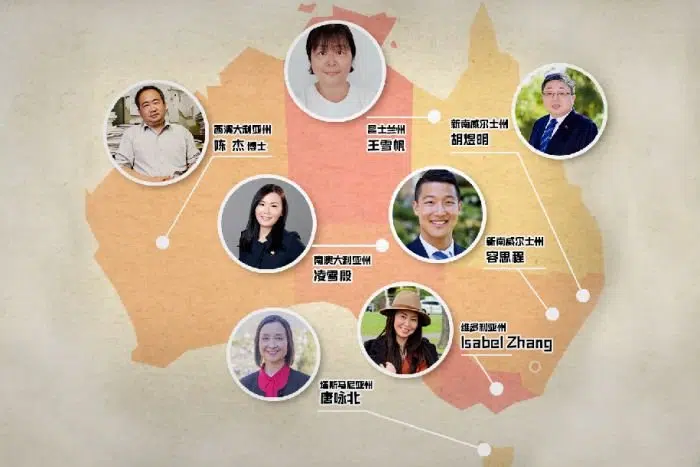 西澳大利亚州
陈 杰 博士
昆士兰州
王雪帆
新南威尔士州
胡煜明
南澳大利亚州
凌雪殷
新南威尔士州
容思程
维多利亚州
Isabel Zhang
塔斯马尼亚州
唐咏北